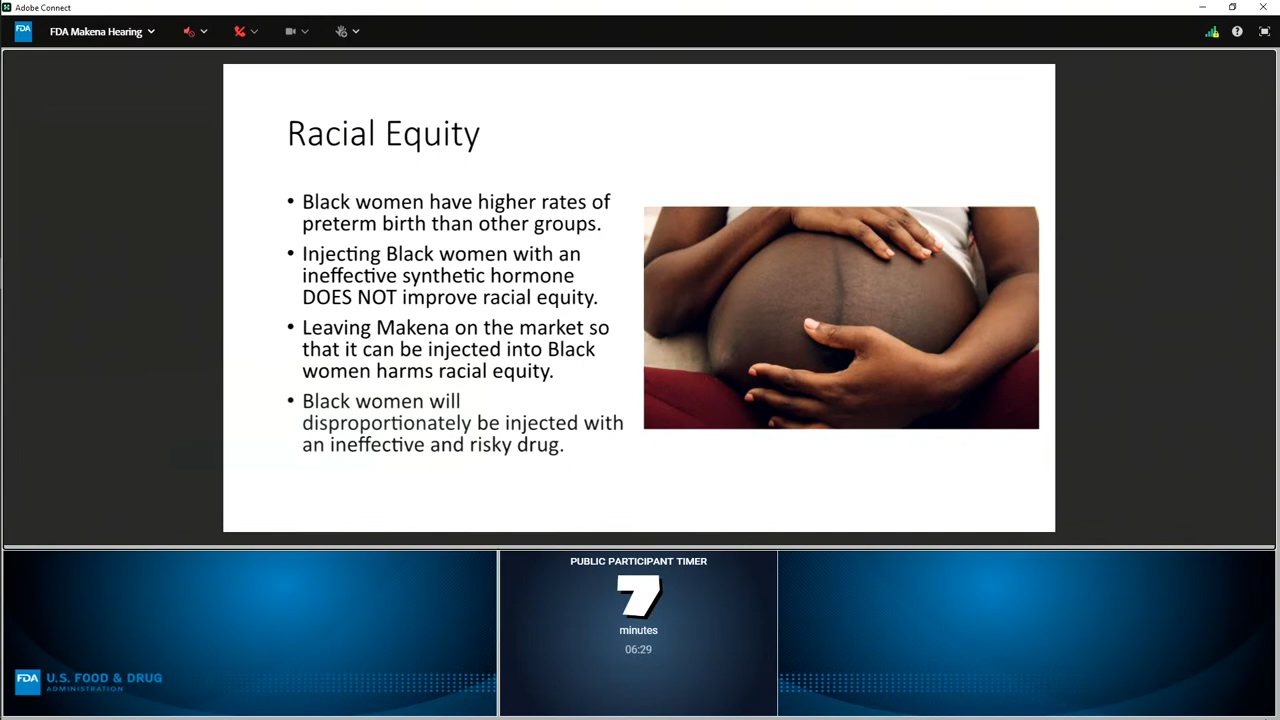 Adobe Connect
FDA
FDA Makena Hearing
Racial Equity
• Black women have higher rates of
preterm birth than other groups.
• Injecting Black women with an
ineffective synthetic hormone
DOES NOT improve racial equity.
• Leaving Makena on the market so
that it can be injected into Black
women harms racial equity.
• Black women will
disproportionately be injected with
an ineffective and risky drug.
PUBLIC PARTICIPANT TIMER
7
minutes
06:29
FDA U.S. FOOD & DRUG
ADMINISTRATION